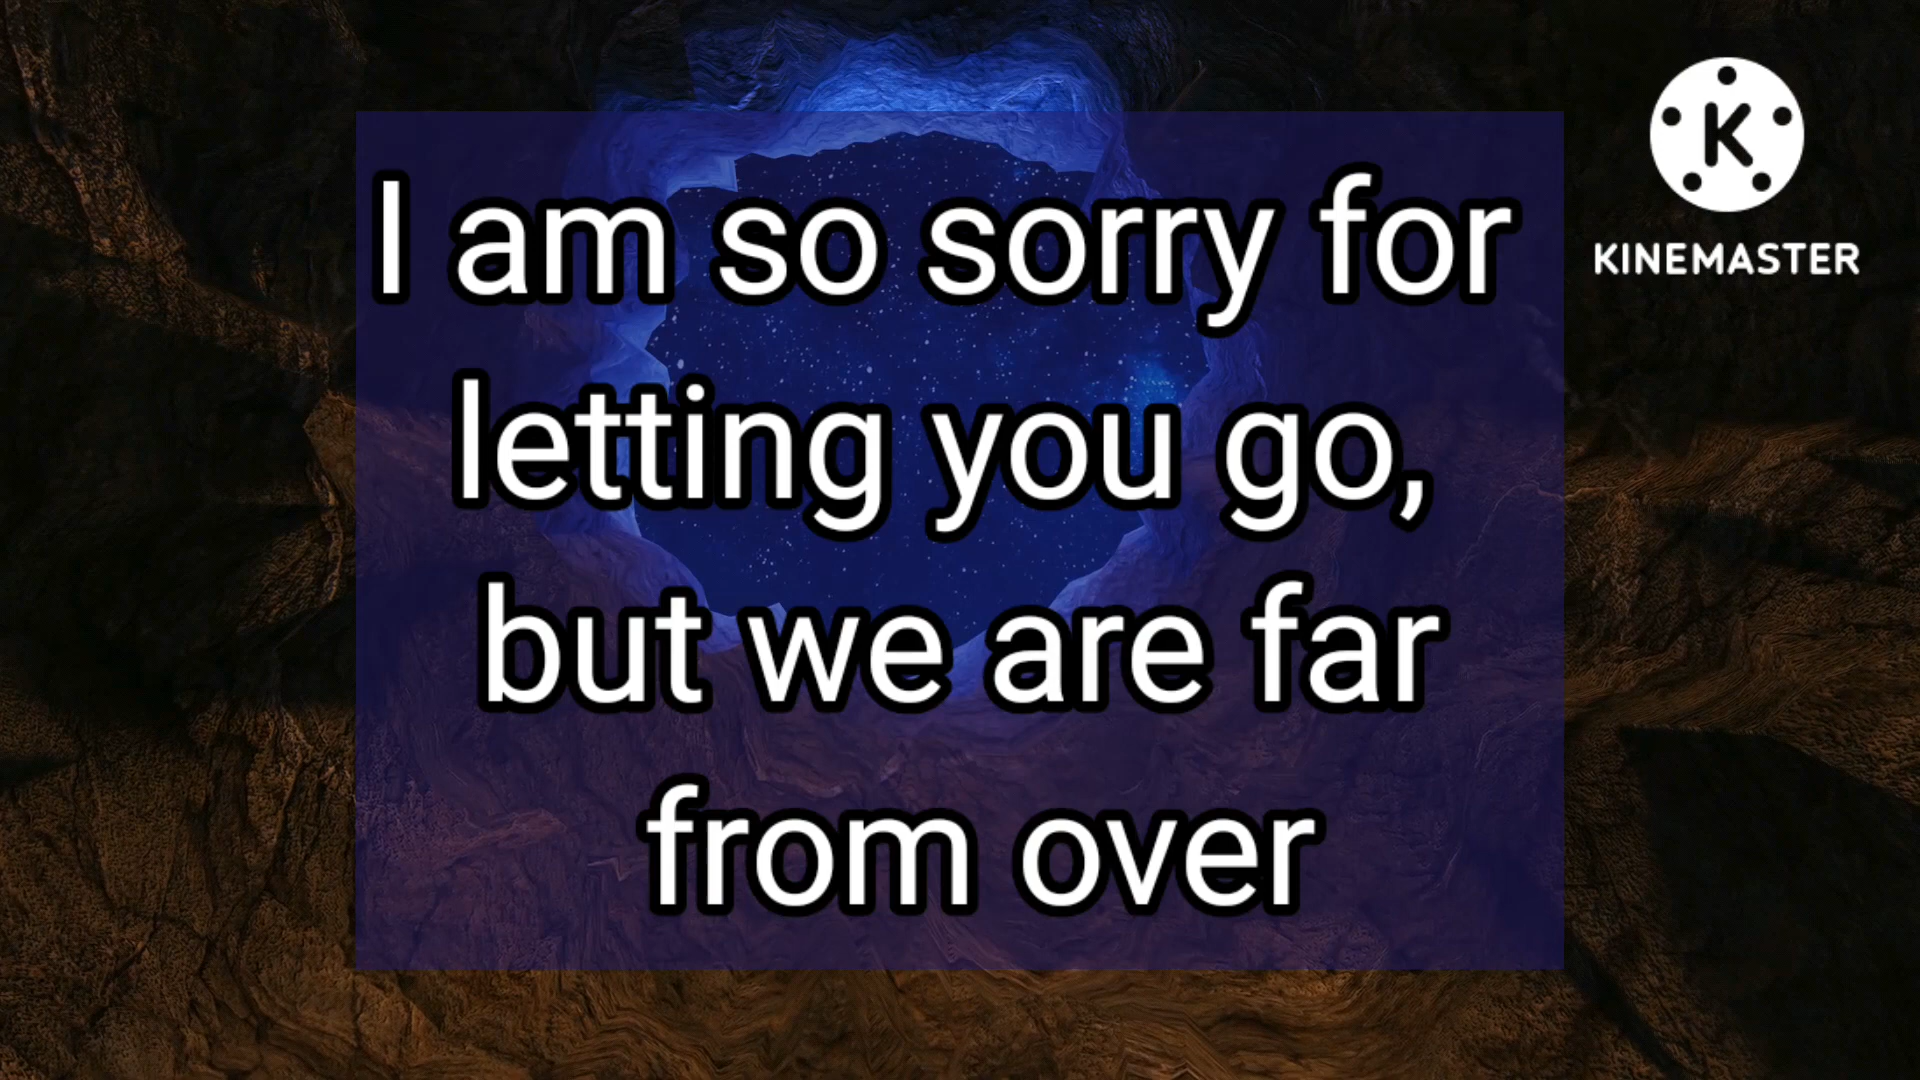 I am so sorry for
letting you go,
but we are far
from over
K
KINEMASTER